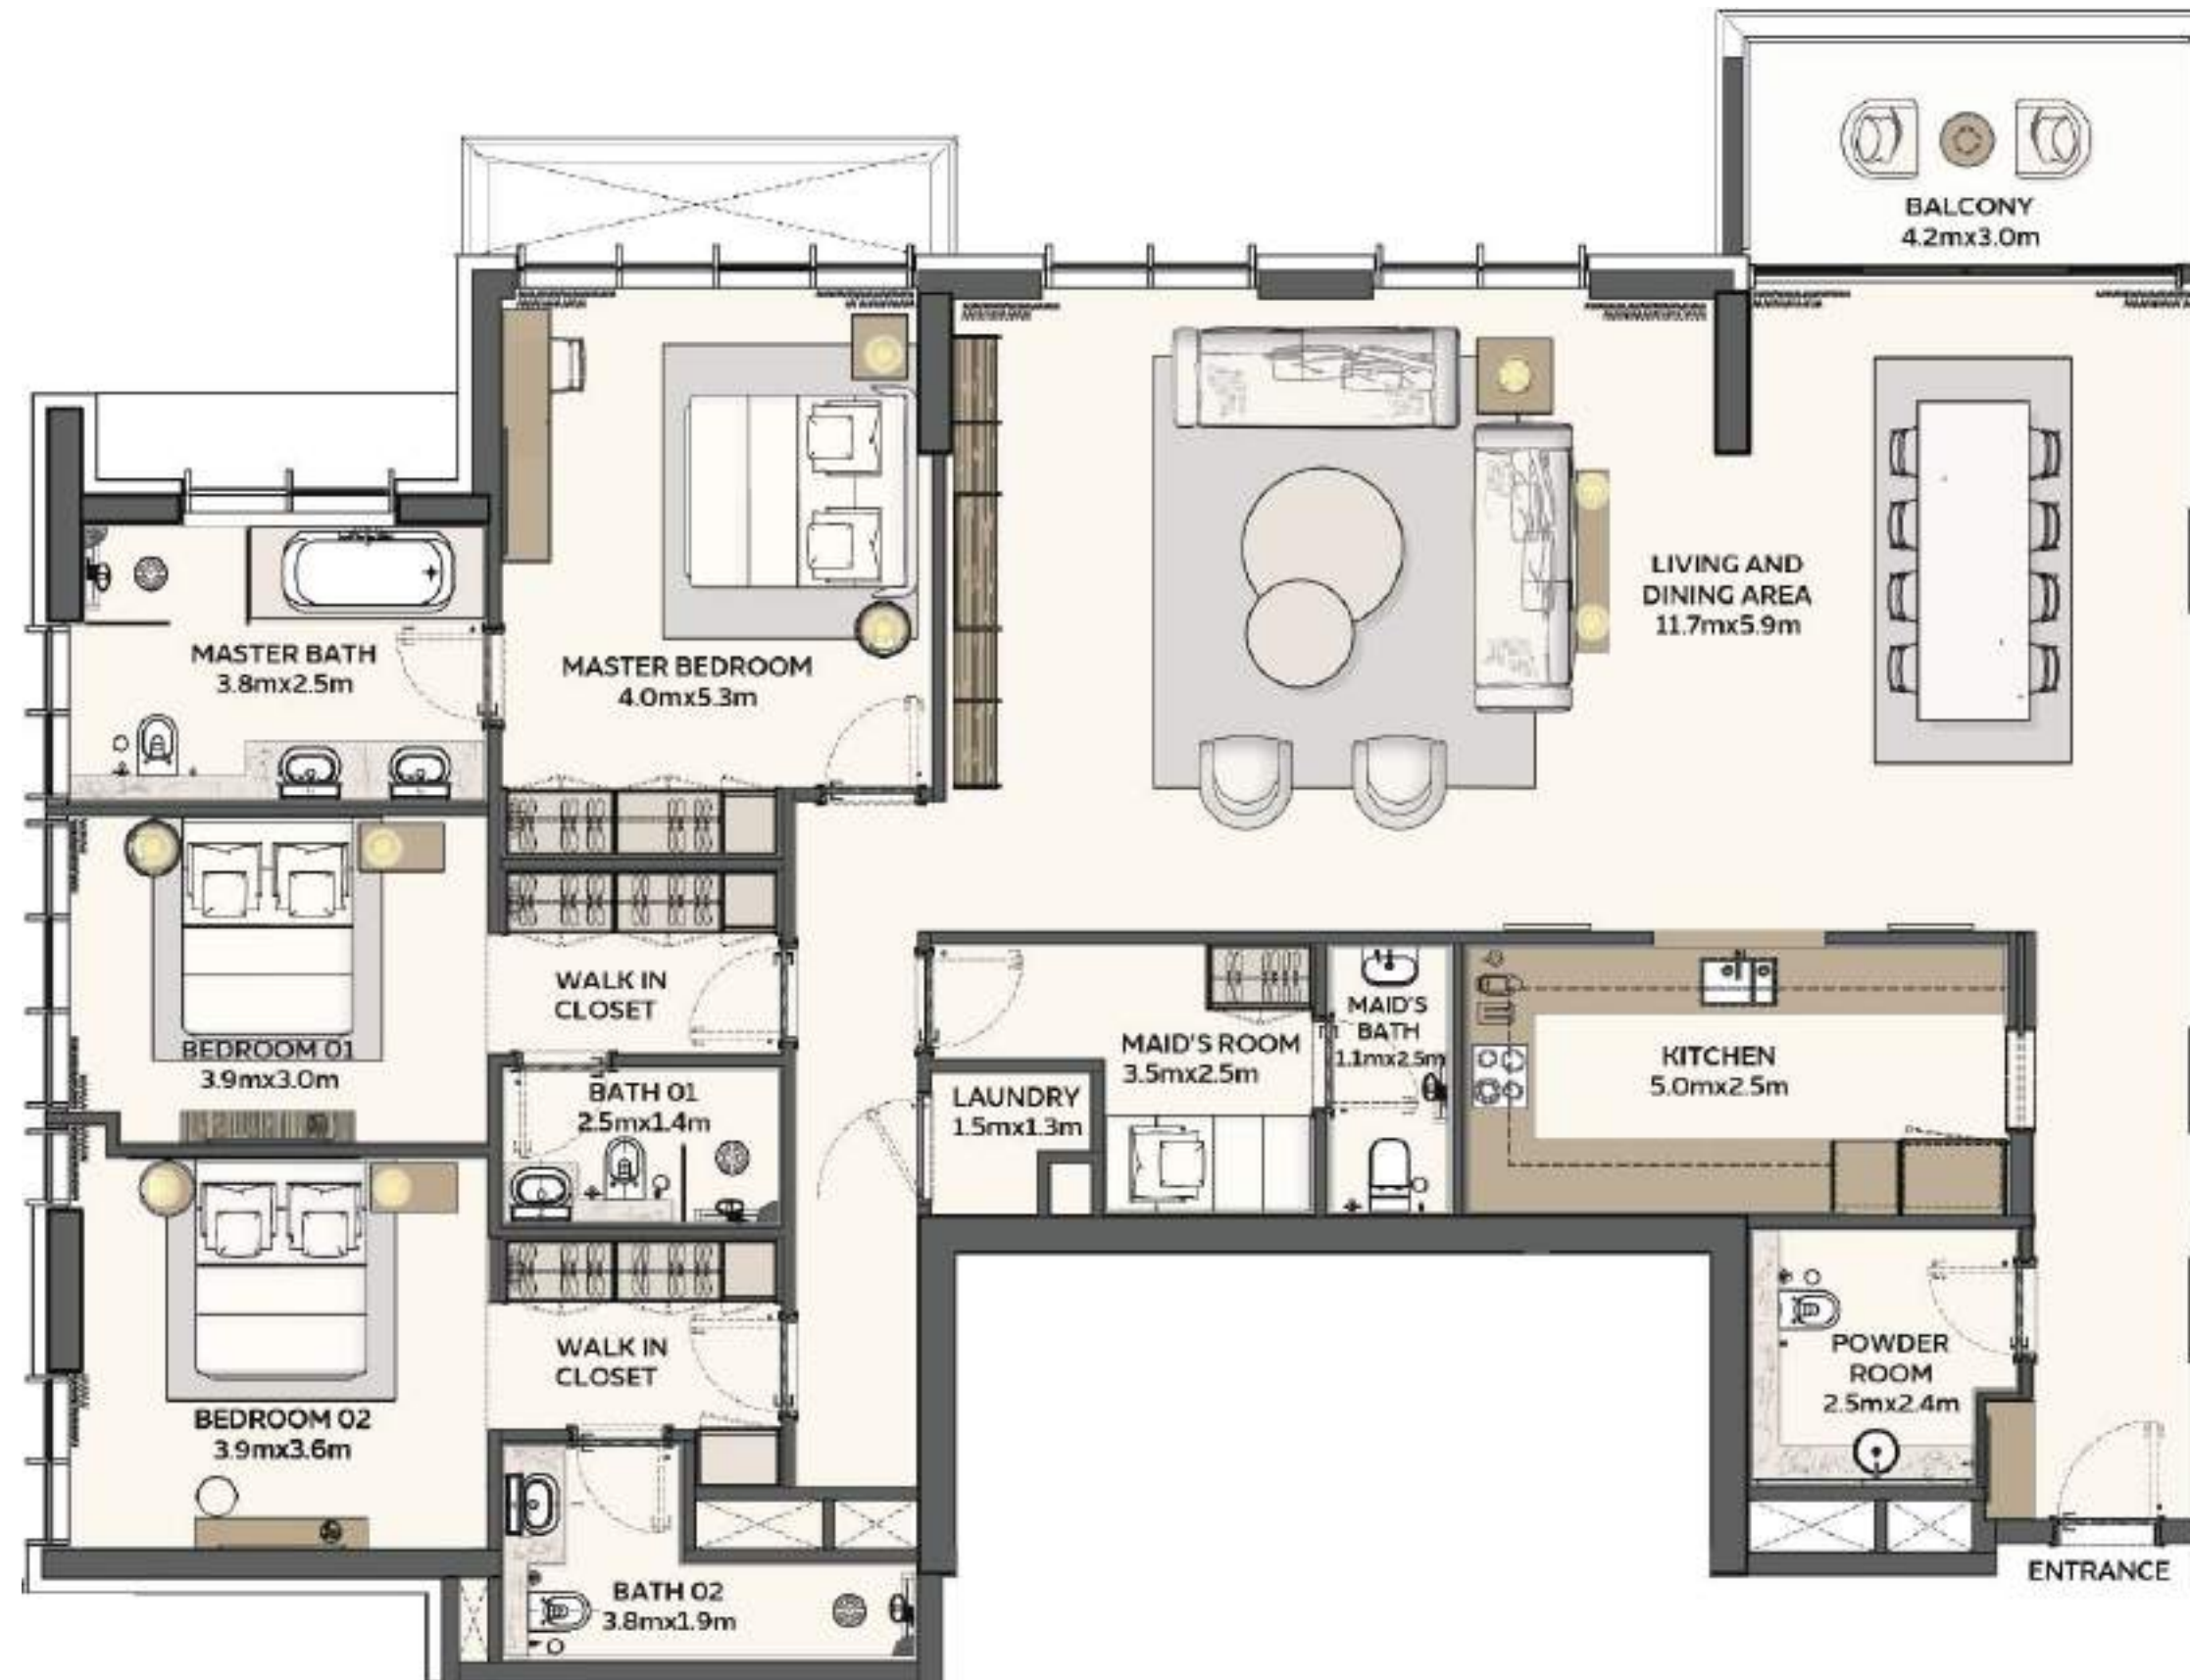 BALCONY
4.2mx3.0m
LIVING AND
DINING AREA
11.7mx5.9m
MASTER BATH
3.8mx2.5m
MASTER BEDROOM
4.0mx5.3m
WALK IN
CLOSET
MAID'S ROOM
3.5mx2.5m
MAID'S
BATH
1.1mx2.5m
KITCHEN
5.0mx2.5m
BEDROOM 01
3.9mx3.0m
BATH 01
2.5mx1.4m
LAUNDRY
1.5mx1.3m
WALK IN
CLOSET
POWDER
ROOM
2.5mx2.4m
BEDROOM 02
3.9mx3.6m
BATH 02
3.8mx1.9m
ENTRANCE